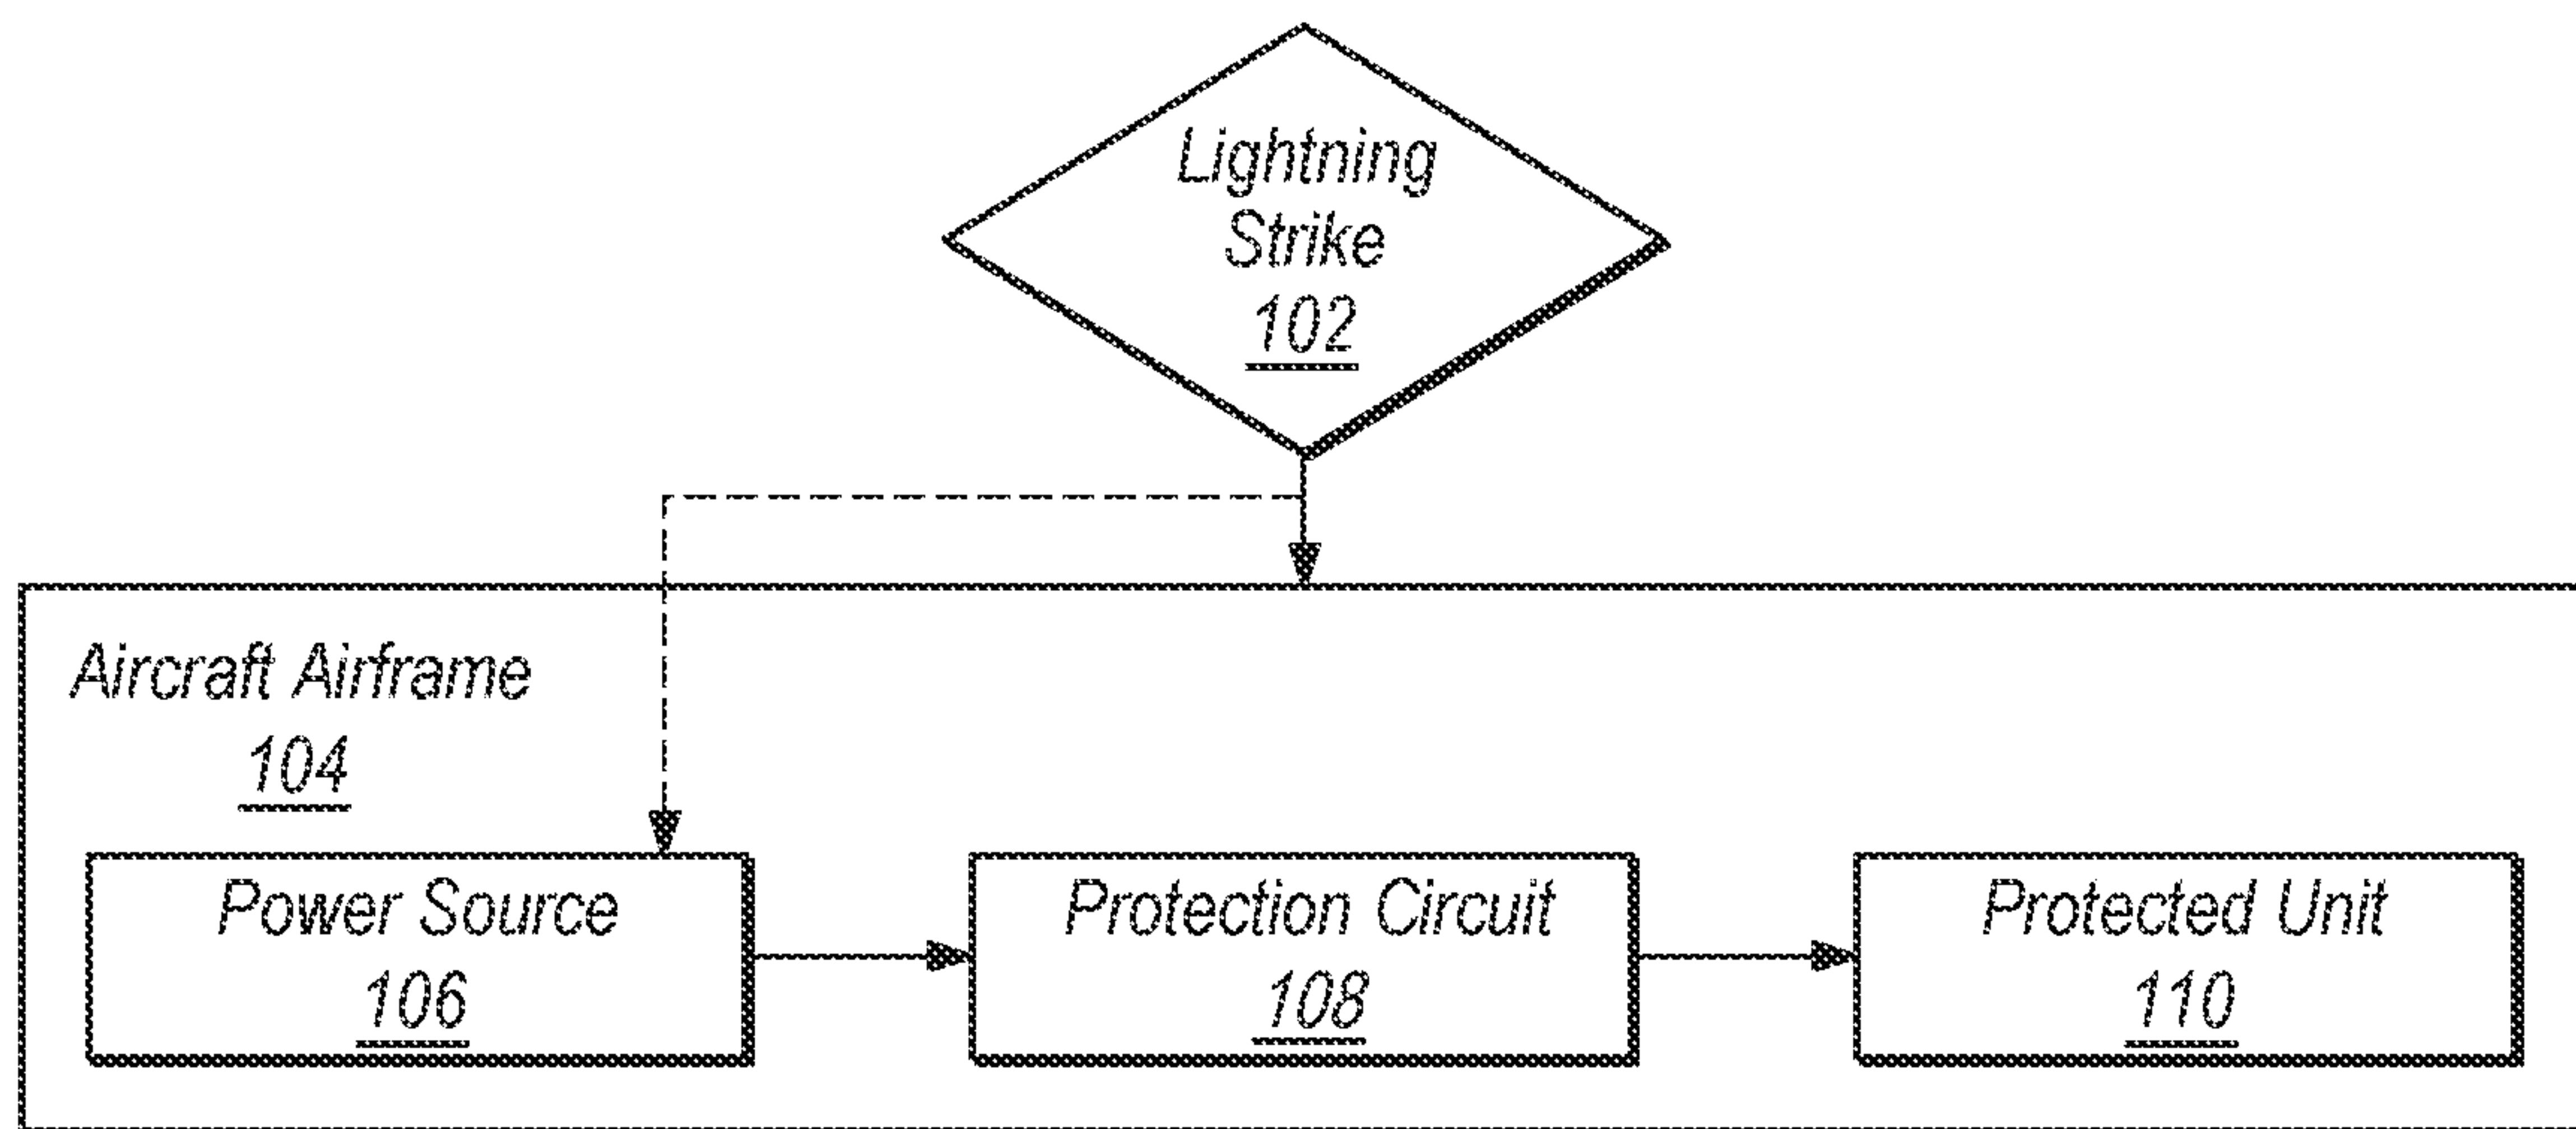 Lightning
Strike
102
Aircraft Airframe
104
Power Source
106
Protection Circuit
108
Protected Unit
110